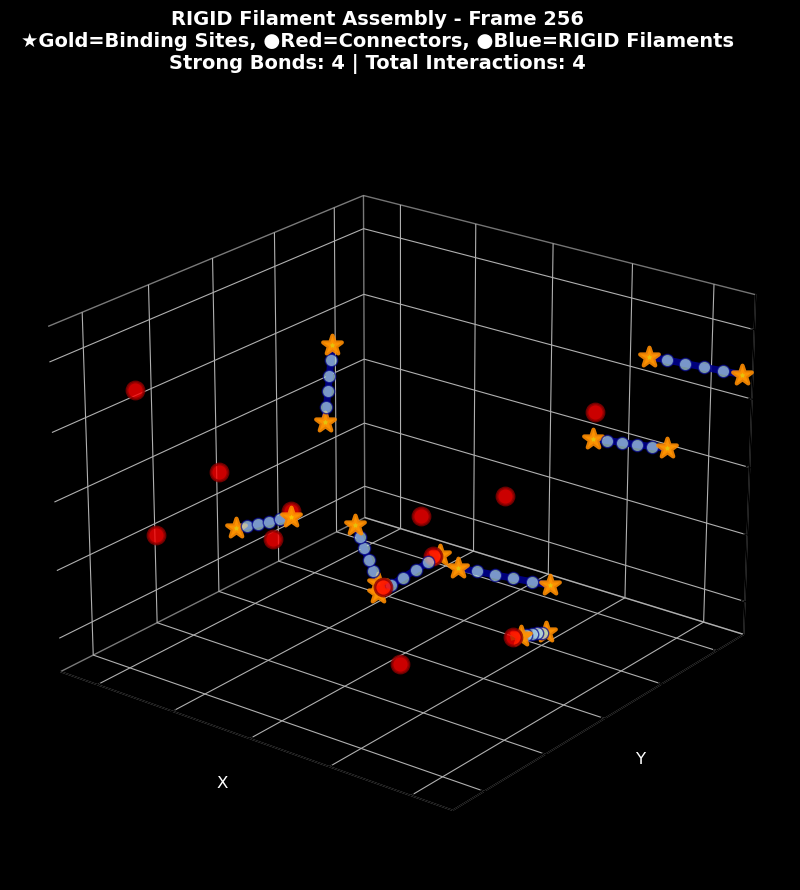 RIGID Filament Assembly - Frame 256
★Gold=Binding Sites, ●Red=Connectors, ●Blue=RIGID Filaments
Strong Bonds: 4 | Total Interactions: 4
X
Y